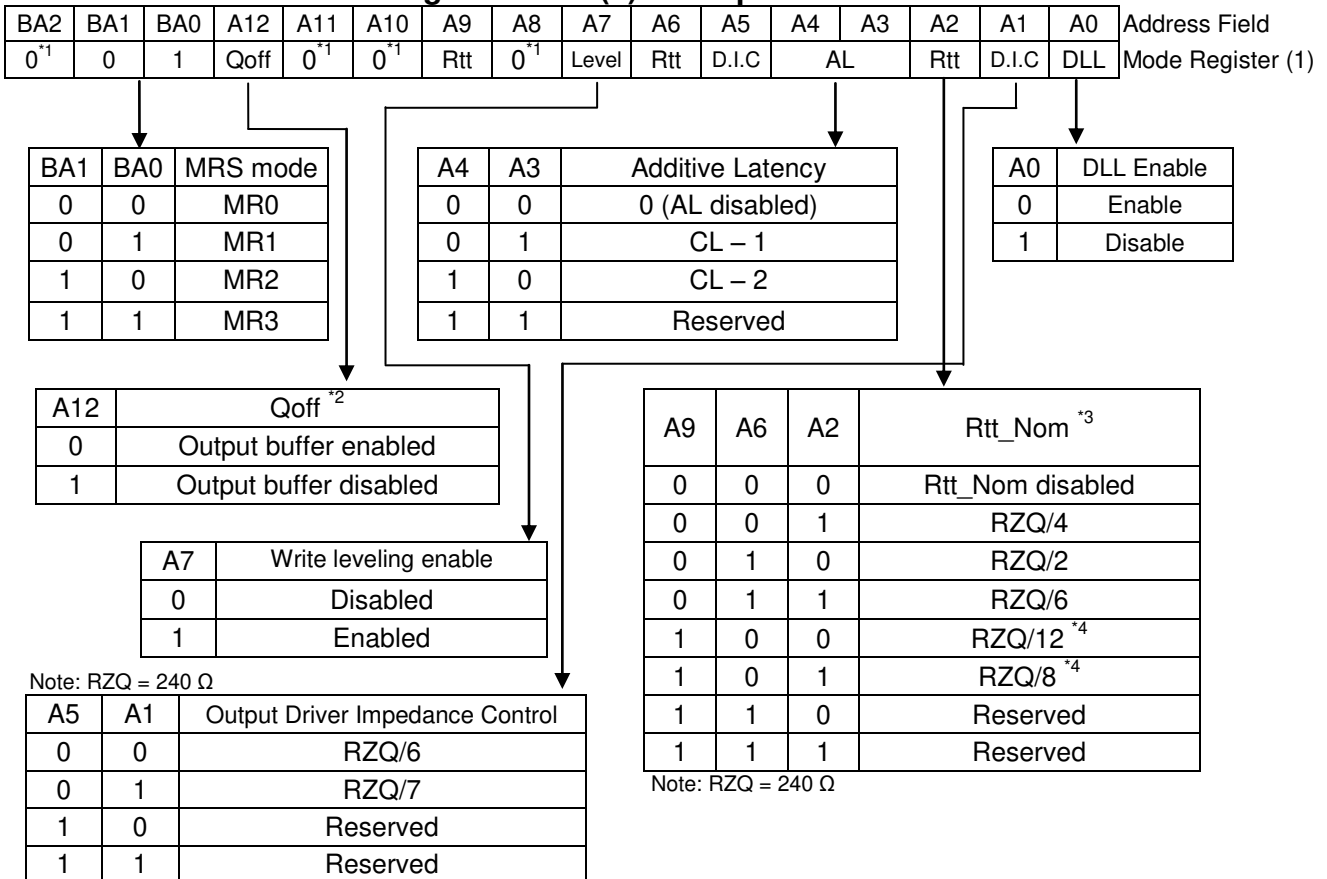 BA2 BA1 BA0 A12 A11 A10 A9 A8 A7 A6 A5 A4 A3 A2 A1 A0 Address Field
0*1 0 1 Qoff 0*1 0*1 Rtt 0*1 Level Rtt D.I.C AL Rtt D.I.C DLL Mode Register (1)
BA1 BA0 MRS mode
0 0 MR0
0 1 MR1
1 0 MR2
1 1 MR3
A4 A3 Additive Latency
0 0 0 (AL disabled)
0 1 CL – 1
1 0 CL – 2
1 1 Reserved
A0 DLL Enable
0 Enable
1 Disable
A12 Qoff *2
0 Output buffer enabled
1 Output buffer disabled
A9 A6 A2 Rtt_Nom *3
0 0 0 Rtt_Nom disabled
0 0 1 RZQ/4
0 1 0 RZQ/2
0 1 1 RZQ/6
1 0 0 RZQ/12 *4
1 0 1 RZQ/8 *4
1 1 0 Reserved
1 1 1 Reserved
Note: RZQ = 240 Ω
A7 Write leveling enable
0 Disabled
1 Enabled
Note: RZQ = 240 Ω
A5 A1 Output Driver Impedance Control
0 0 RZQ/6
0 1 RZQ/7
1 0 Reserved
1 1 Reserved